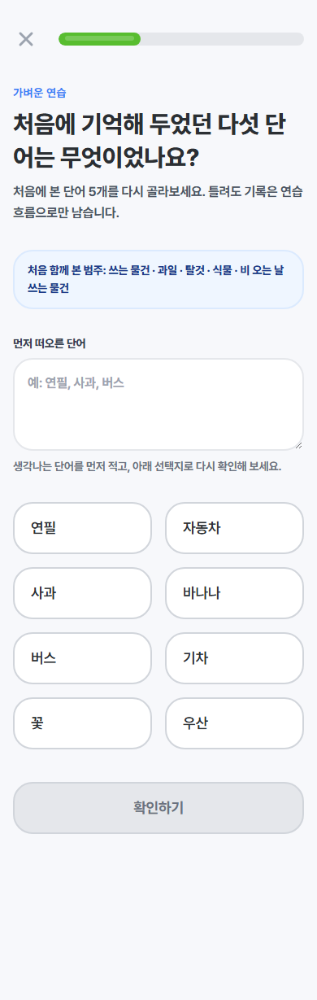 가벼운 연습
처음에 기억해 두었던 다섯 단
어는 무엇이었나요?
처음에 본 단어 5개를 다시 골라보세요. 틀려도 기록은 연습
흐름으로만 남습니다.
처음 함께 본 범주: 쓰는 물건 · 과일 · 탈것 · 식물 · 비 오는 날
쓰는 물건
먼저 떠오른 단어
예: 연필, 사과, 버스
생각나는 단어를 먼저 적고, 아래 선택지로 다시 확인해 보세요.
연필
자동차
사과
바나나
버스
기차
꽃
우산
확인하기